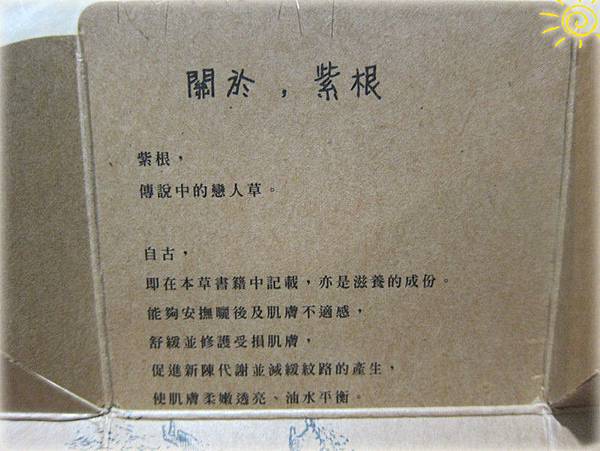 關於，紫根
紫根，
傳說中的戀人草。
自古，
即在本草書籍中記載，亦是滋養的成份。
能夠安撫曬後及肌膚不適感，
舒緩並修護受損肌膚，
促進新陳代謝並減緩紋路的產生，
使肌膚柔嫩透亮、油水平衡。